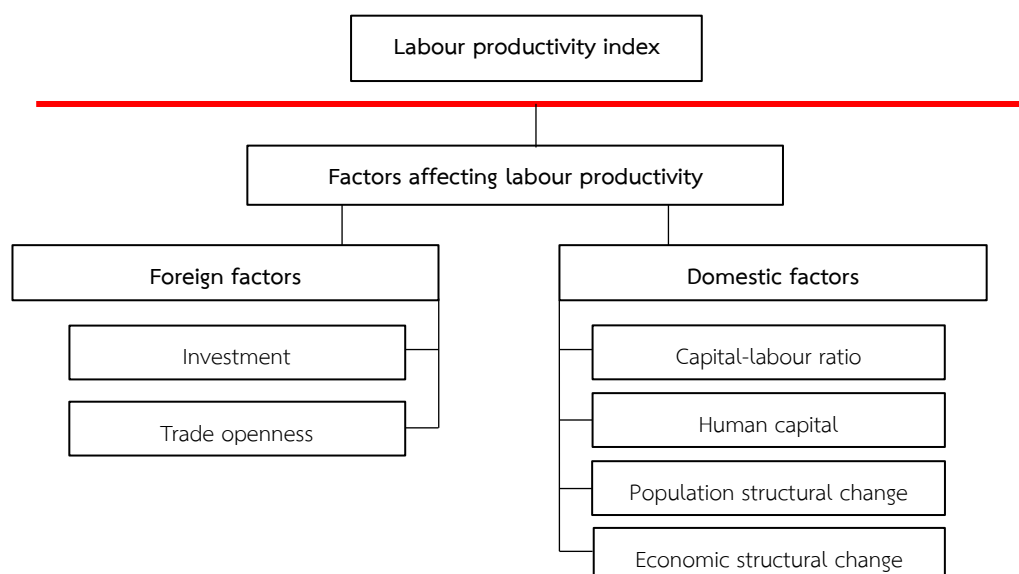 Labour productivity index
Factors affecting labour productivity
Foreign factors
Investment
Trade openness
Domestic factors
Capital-labour ratio
Human capital
Population structural change
Economic structural change